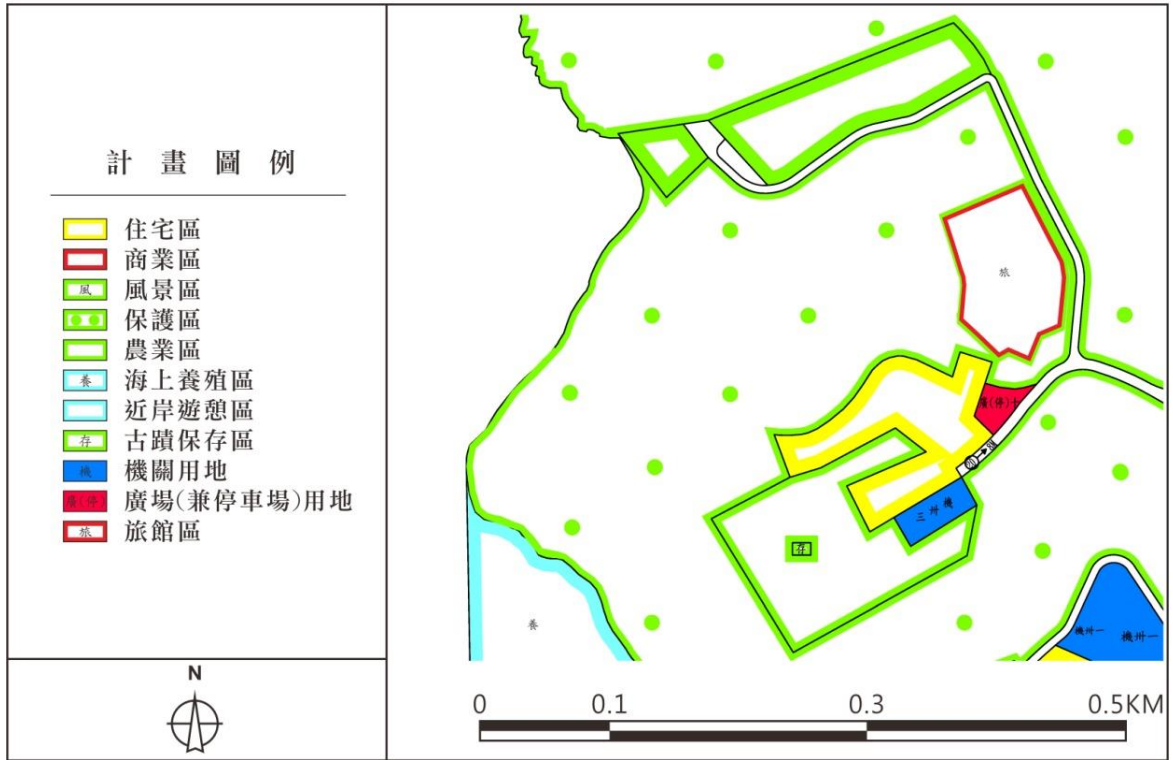 計畫圖例
住宅區
商業區
風 風景區
保護區
農業區
養 海上養殖區
近岸遊憩區
存 古蹟保存區
機 機關用地
廣(停) 廣場(兼停車場)用地
旅 旅館區
N
旅
廣(停)十
三卅機
存
養
機卅一
機卅一
0 0.1 0.3 0.5KM